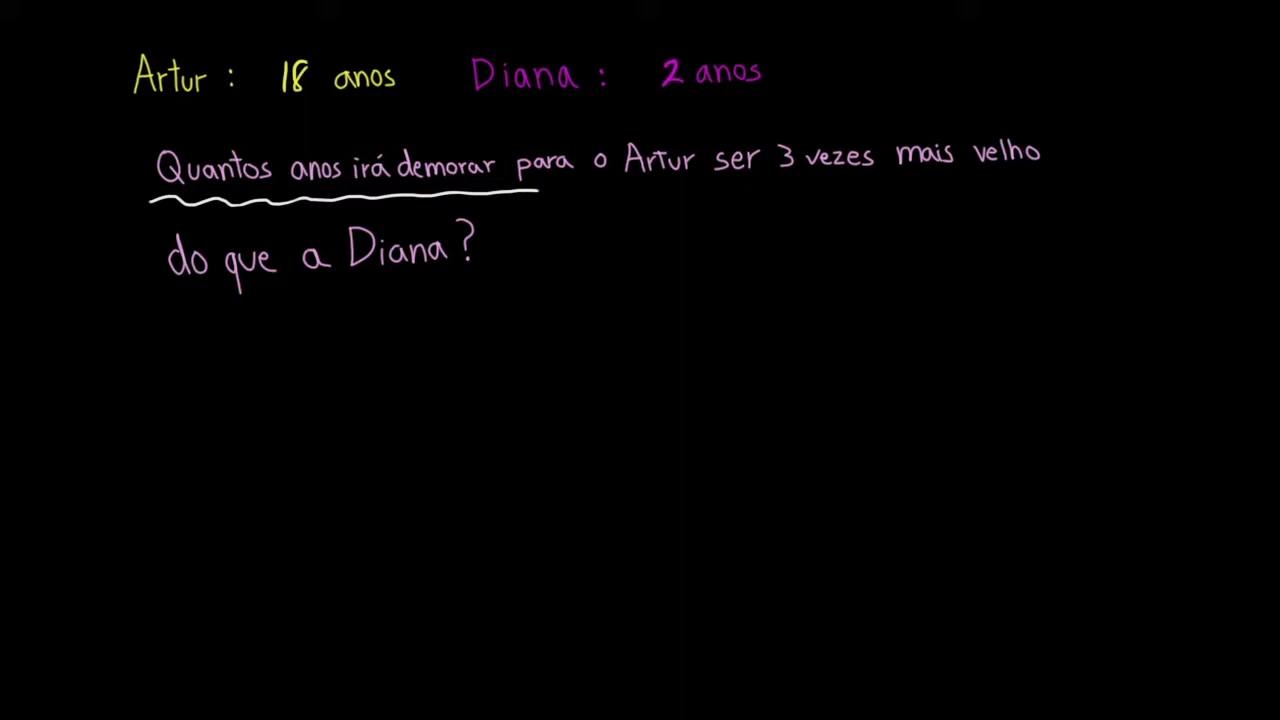 Artur: 18 anos Diana: 2 anos
Quantos anos irá demorar para o Artur ser 3 vezes mais velho
do que a Diana?